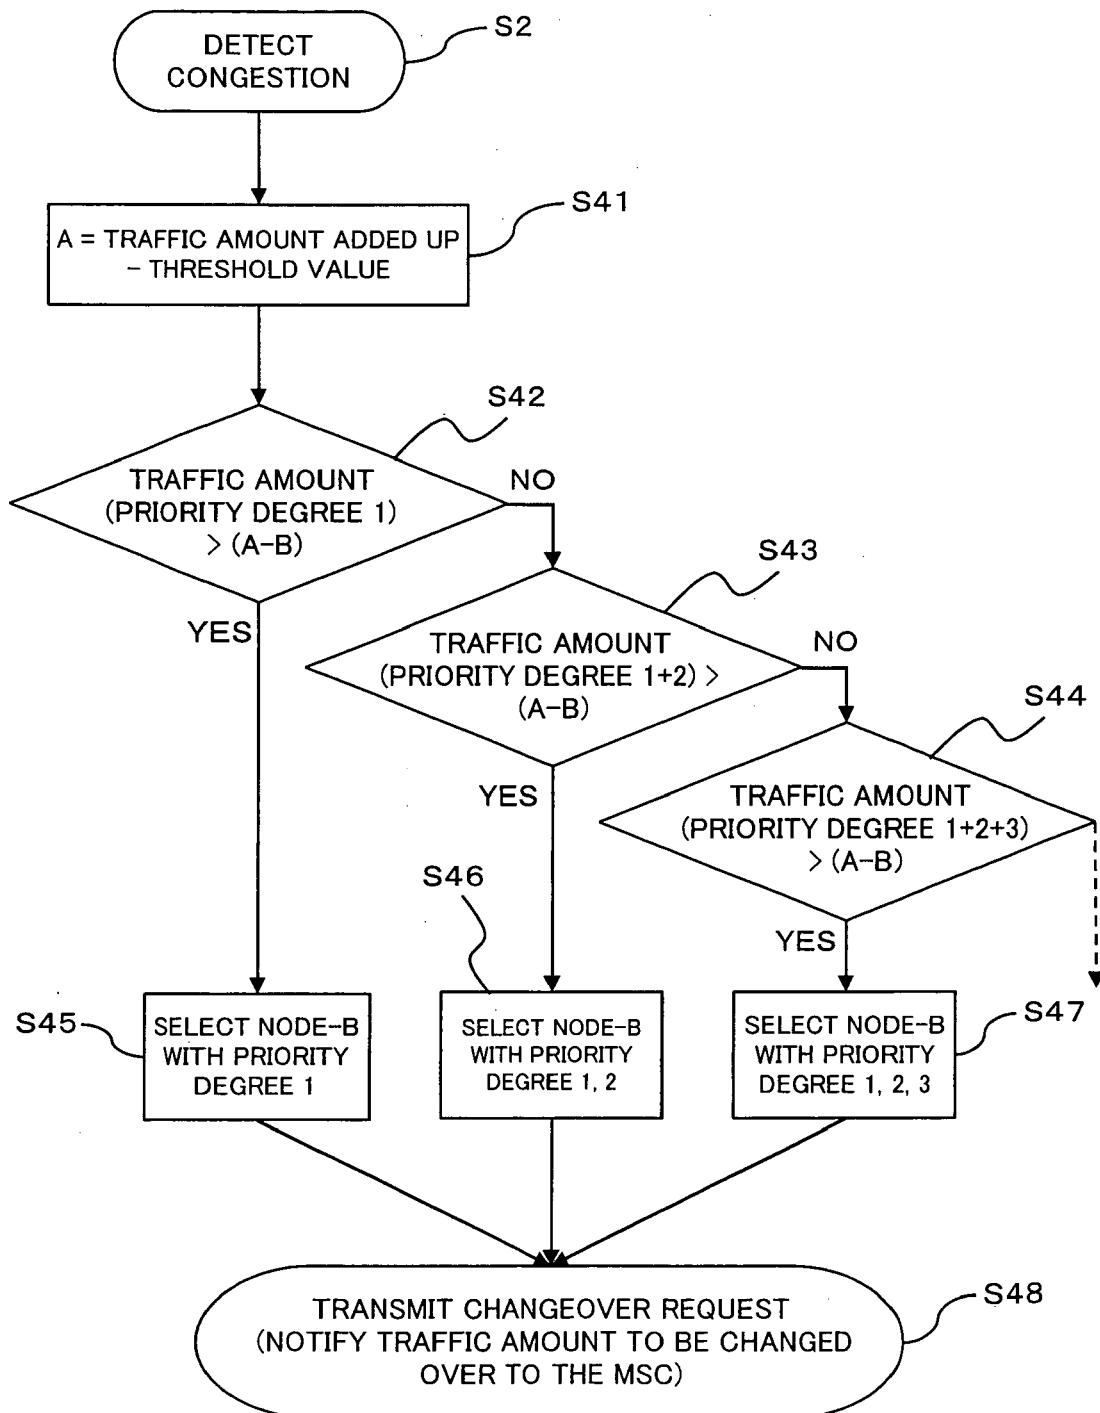 DETECT
CONGESTION
S2
S41
A = TRAFFIC AMOUNT ADDED UP
– THRESHOLD VALUE
S42
TRAFFIC AMOUNT
(PRIORITY DEGREE 1)
> (A–B)
NO
YES
S43
TRAFFIC AMOUNT
(PRIORITY DEGREE 1+2) >
(A–B)
NO
YES
S44
TRAFFIC AMOUNT
(PRIORITY DEGREE 1+2+3)
> (A–B)
YES
S45
SELECT NODE-B
WITH PRIORITY
DEGREE 1
S46
SELECT NODE-B
WITH PRIORITY
DEGREE 1, 2
S47
SELECT NODE-B
WITH PRIORITY
DEGREE 1, 2, 3
S48
TRANSMIT CHANGEOVER REQUEST
(NOTIFY TRAFFIC AMOUNT TO BE CHANGED
OVER TO THE MSC)